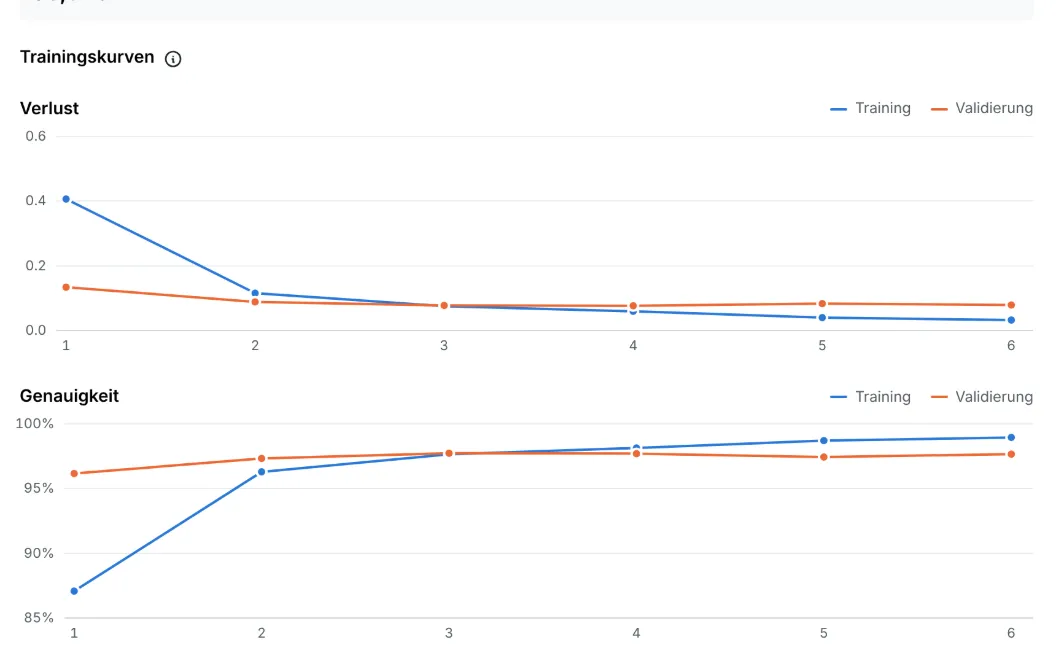 Trainingskurven
Verlust
Training Validierung
0.6
0.4
0.2
0.0
1 2 3 4 5 6
Genauigkeit
Training Validierung
100%
95%
90%
85%
1 2 3 4 5 6